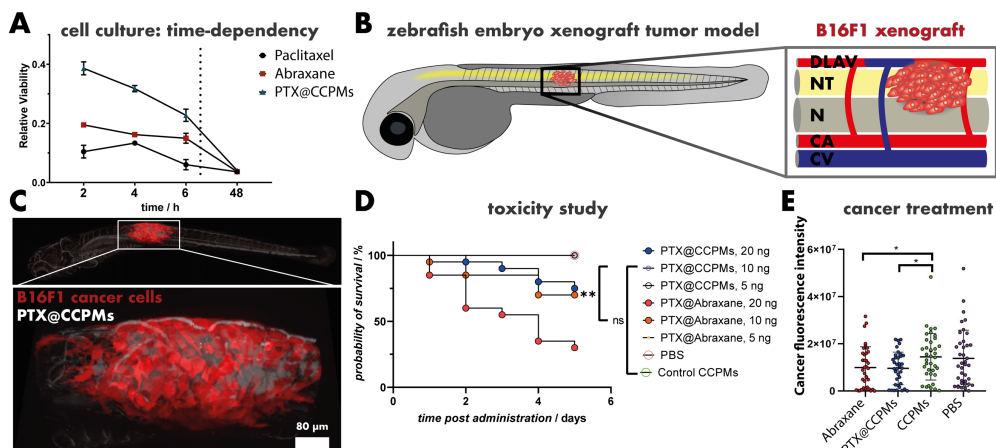 A cell culture: time-dependency
Relative Viability
0.4
0.2
0.0
2 4 6 48
time / h
Paclitaxel
Abraxane
PTX@CCPMs
B zebrafish embryo xenograft tumor model
B16F1 xenograft
DLAV
NT
N
CA
CV
C
B16F1 cancer cells
PTX@CCPMs
80 µm
D toxicity study
probability of survival / %
100
50
0
0 2 4 6
time post administration / days
**
ns
PTX@CCPMs, 20 ng
PTX@CCPMs, 10 ng
PTX@CCPMs, 5 ng
PTX@Abraxane, 20 ng
PTX@Abraxane, 10 ng
PTX@Abraxane, 5 ng
PBS
Control CCPMs
E cancer treatment
Cancer fluorescence intensity
6×10⁷
4×10⁷
2×10⁷
0
*
*
Abraxane
PTX@CCPMs
CCPMs
PBS